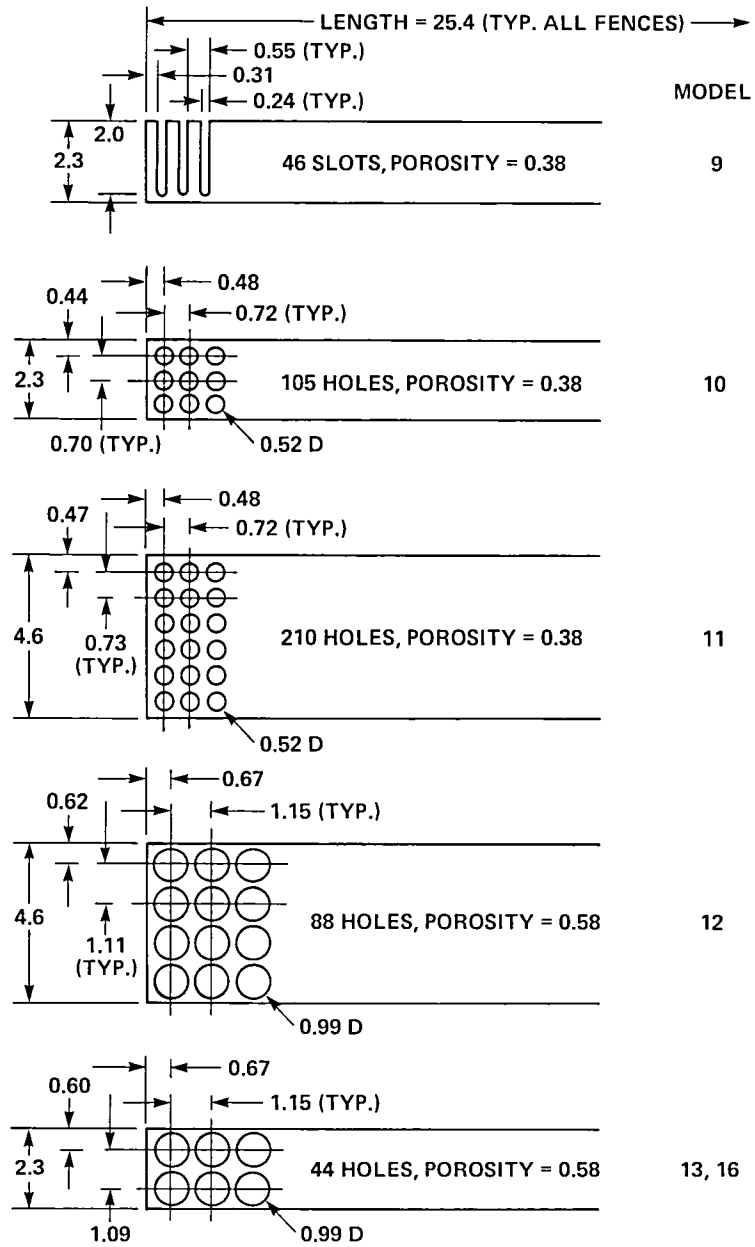 LENGTH = 25.4 (TYP. ALL FENCES)
0.55 (TYP.)
0.31
MODEL
0.24 (TYP.)
2.0
2.3
46 SLOTS, POROSITY = 0.38
9
0.48
0.44
0.72 (TYP.)
2.3
105 HOLES, POROSITY = 0.38
10
0.70 (TYP.)
0.52 D
0.48
0.47
0.72 (TYP.)
4.6
0.73
(TYP.)
210 HOLES, POROSITY = 0.38
11
0.52 D
0.67
0.62
1.15 (TYP.)
4.6
88 HOLES, POROSITY = 0.58
12
1.11
(TYP.)
0.99 D
0.67
0.60
1.15 (TYP.)
2.3
44 HOLES, POROSITY = 0.58
13, 16
1.09
0.99 D